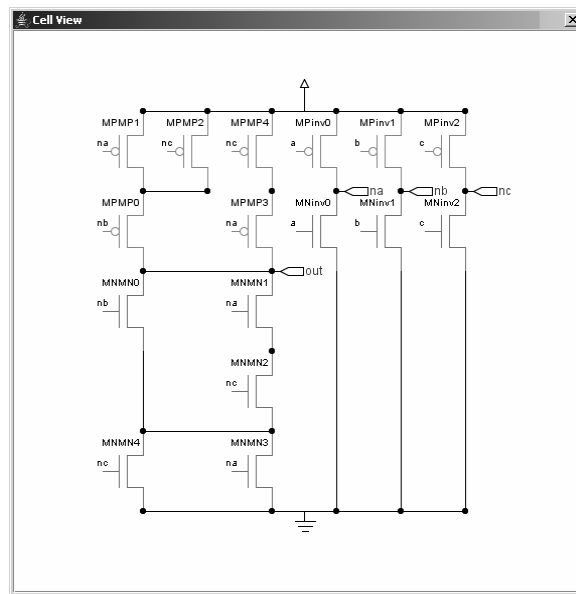 Cell View
MPMP1 MPMP2 MPMP4 MPinv0 MPinv1 MPinv2
na nc nc a b c
na nb nc
MPMP0 MPMP3 MNinv0 MNinv1 MNinv2
nb na a b c
out
MNMN0 MNMN1
nb na
MNMN2
nc
MNMN4 MNMN3
nc na